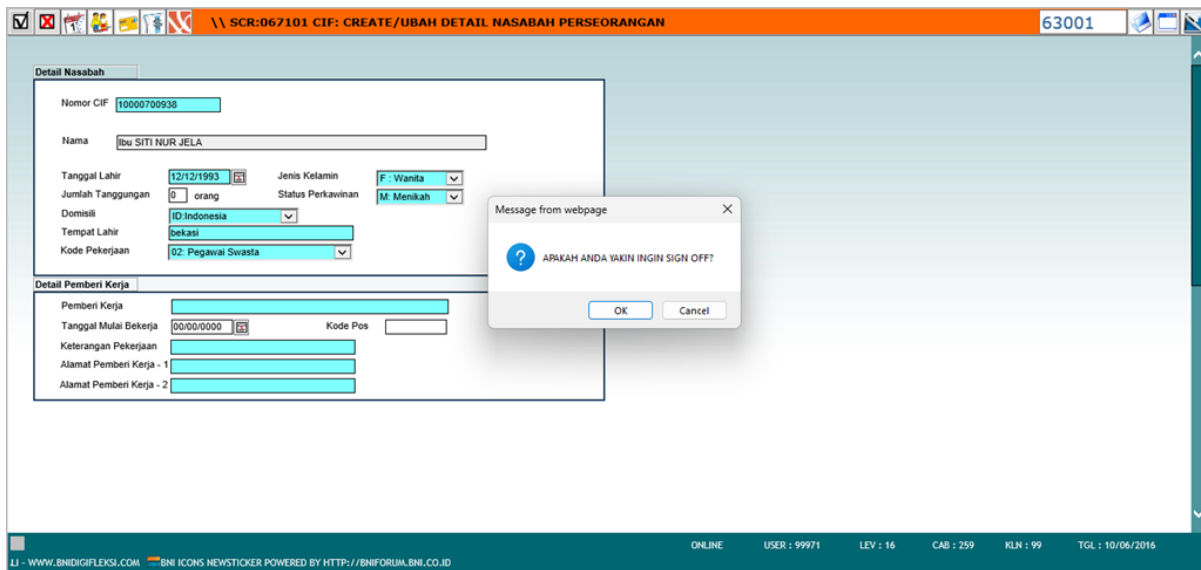 \\ SCR:067101 CIF: CREATE/UBAH DETAIL NASABAH PERSEORANGAN
63001
Detail Nasabah
Nomor CIF 10000700938
Nama Ibu SITI NUR JELA
Tanggal Lahir 12/12/1993 Jenis Kelamin F : Wanita
Jumlah Tanggungan 0 orang Status Perkawinan M: Menikah
Domisili ID:Indonesia
Tempat Lahir bekasi
Kode Pekerjaan 02: Pegawai Swasta
Detail Pemberi Kerja
Pemberi Kerja
Tanggal Mulai Bekerja 00/00/0000 Kode Pos
Keterangan Pekerjaan
Alamat Pemberi Kerja - 1
Alamat Pemberi Kerja - 2
Message from webpage
APAKAH ANDA YAKIN INGIN SIGN OFF?
OK Cancel
ONLINE USER : 99971 LEV : 16 CAB : 259 KLN : 99 TGL : 10/06/2016
- WWW.BNIDIGIFLEKSI.COM BNI ICONS NEWSTICKER POWERED BY HTTP://BNIFORUM.BNI.CO.ID